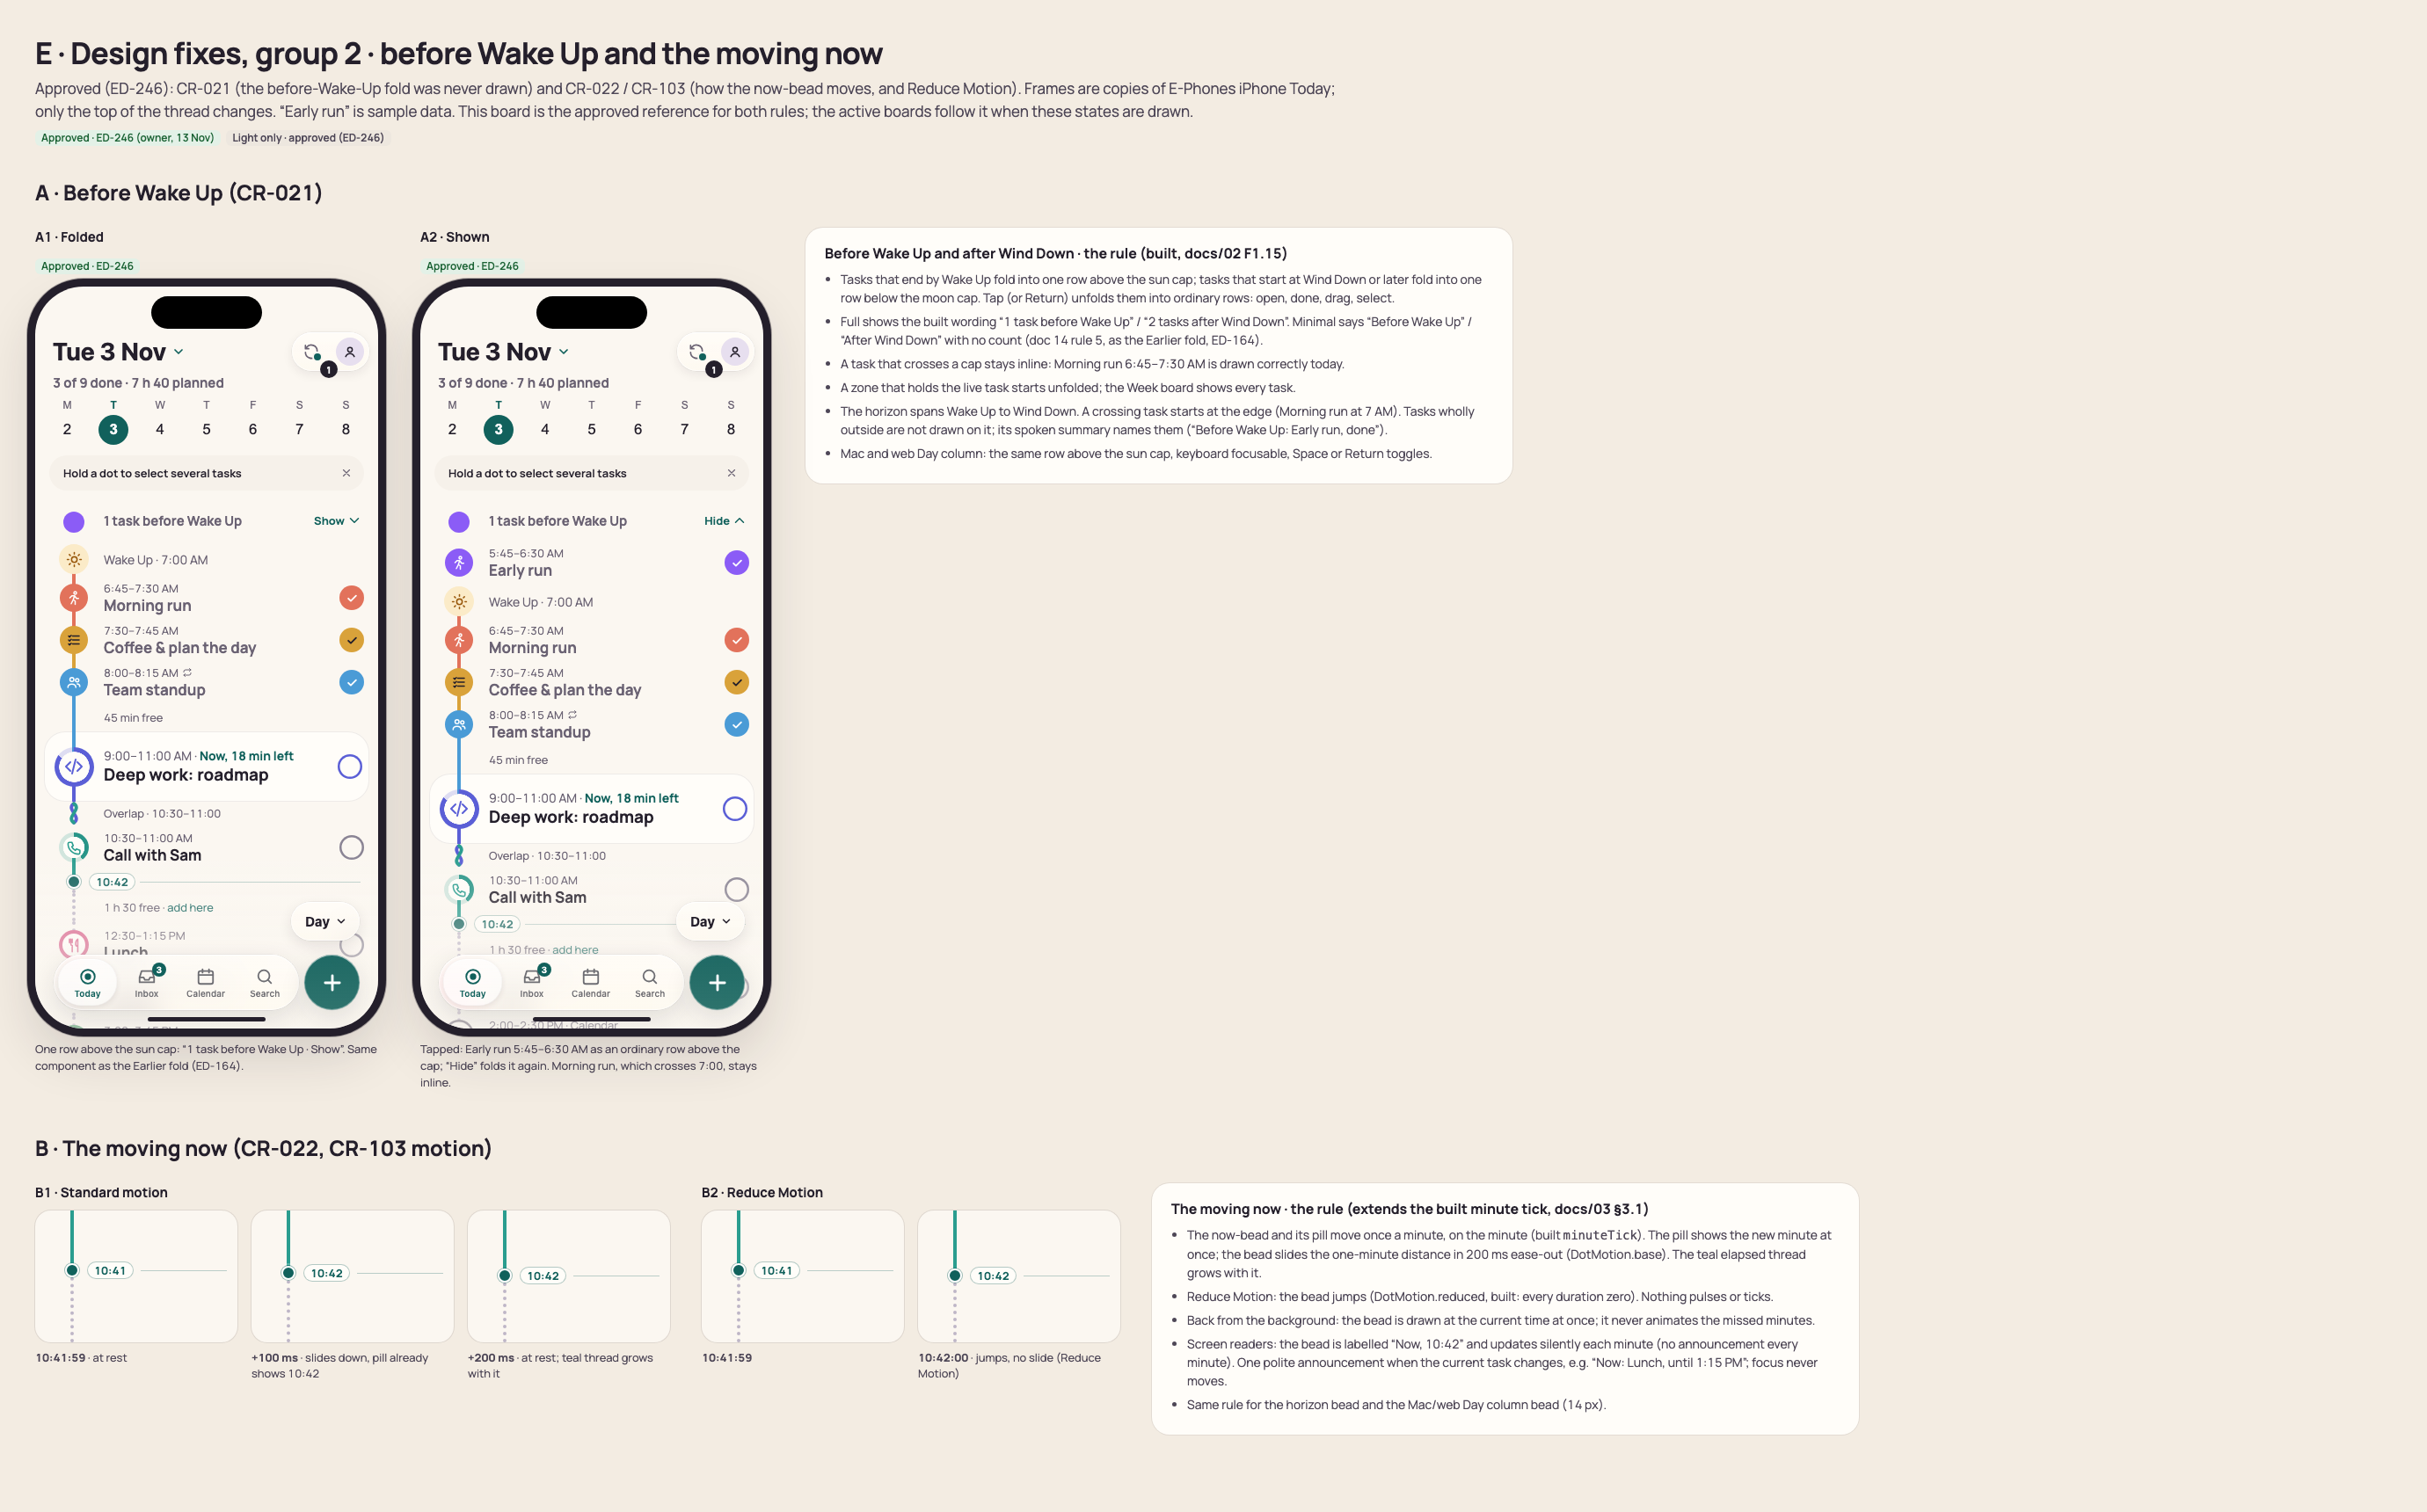 E · Design fixes, group 2 · before Wake Up and the moving now
Approved (ED-246): CR-021 (the before-Wake-Up fold was never drawn) and CR-022 / CR-103 (how the now-bead moves, and Reduce Motion). Frames are copies of E-Phones iPhone Today;
only the top of the thread changes. “Early run” is sample data. This board is the approved reference for both rules; the active boards follow it when these states are drawn.
Approved · ED-246 (owner, 13 Nov)
Light only · approved (ED-246)
A · Before Wake Up (CR-021)
A1 · Folded
Approved · ED-246
Tue 3 Nov
1
3 of 9 done · 7 h 40 planned
M T W T F S S
2 3 4 5 6 7 8
Hold a dot to select several tasks
1 task before Wake Up
Show
Wake Up · 7:00 AM
6:45–7:30 AM
Morning run
7:30–7:45 AM
Coffee & plan the day
8:00–8:15 AM
Team standup
45 min free
9:00–11:00 AM · Now, 18 min left
Deep work: roadmap
Overlap · 10:30–11:00
10:30–11:00 AM
Call with Sam
10:42
1 h 30 free · add here
Day
12:30–1:15 PM
Lunch
3
Today
Inbox
Calendar
Search
One row above the sun cap: “1 task before Wake Up · Show”. Same
component as the Earlier fold (ED-164).
A2 · Shown
Approved · ED-246
Tue 3 Nov
1
3 of 9 done · 7 h 40 planned
M T W T F S S
2 3 4 5 6 7 8
Hold a dot to select several tasks
1 task before Wake Up
Hide
5:45–6:30 AM
Early run
Wake Up · 7:00 AM
6:45–7:30 AM
Morning run
7:30–7:45 AM
Coffee & plan the day
8:00–8:15 AM
Team standup
45 min free
9:00–11:00 AM · Now, 18 min left
Deep work: roadmap
Overlap · 10:30–11:00
10:30–11:00 AM
Call with Sam
10:42
Day
1 h 30 free · add here
3
Today
Inbox
Calendar
Search
2:00–2:30 PM · Calendar
Tapped: Early run 5:45–6:30 AM as an ordinary row above the
cap; “Hide” folds it again. Morning run, which crosses 7:00, stays
inline.
Before Wake Up and after Wind Down · the rule (built, docs/02 F1.15)
• Tasks that end by Wake Up fold into one row above the sun cap; tasks that start at Wind Down or later fold into one
row below the moon cap. Tap (or Return) unfolds them into ordinary rows: open, done, drag, select.
• Full shows the built wording “1 task before Wake Up” / “2 tasks after Wind Down”. Minimal says “Before Wake Up” /
“After Wind Down” with no count (doc 14 rule 5, as the Earlier fold, ED-164).
• A task that crosses a cap stays inline: Morning run 6:45–7:30 AM is drawn correctly today.
• A zone that holds the live task starts unfolded; the Week board shows every task.
• The horizon spans Wake Up to Wind Down. A crossing task starts at the edge (Morning run at 7 AM). Tasks wholly
outside are not drawn on it; its spoken summary names them (“Before Wake Up: Early run, done”).
• Mac and web Day column: the same row above the sun cap, keyboard focusable, Space or Return toggles.
B · The moving now (CR-022, CR-103 motion)
B1 · Standard motion
10:41
10:41:59 · at rest
10:42
+100 ms · slides down, pill already
shows 10:42
10:42
+200 ms · at rest; teal thread grows
with it
B2 · Reduce Motion
10:41
10:41:59
10:42
10:42:00 · jumps, no slide (Reduce
Motion)
The moving now · the rule (extends the built minute tick, docs/03 §3.1)
• The now-bead and its pill move once a minute, on the minute (built minuteTick). The pill shows the new minute at
once; the bead slides the one-minute distance in 200 ms ease-out (DotMotion.base). The teal elapsed thread
grows with it.
• Reduce Motion: the bead jumps (DotMotion.reduced, built: every duration zero). Nothing pulses or ticks.
• Back from the background: the bead is drawn at the current time at once; it never animates the missed minutes.
• Screen readers: the bead is labelled “Now, 10:42” and updates silently each minute (no announcement every
minute). One polite announcement when the current task changes, e.g. “Now: Lunch, until 1:15 PM”; focus never
moves.
• Same rule for the horizon bead and the Mac/web Day column bead (14 px).